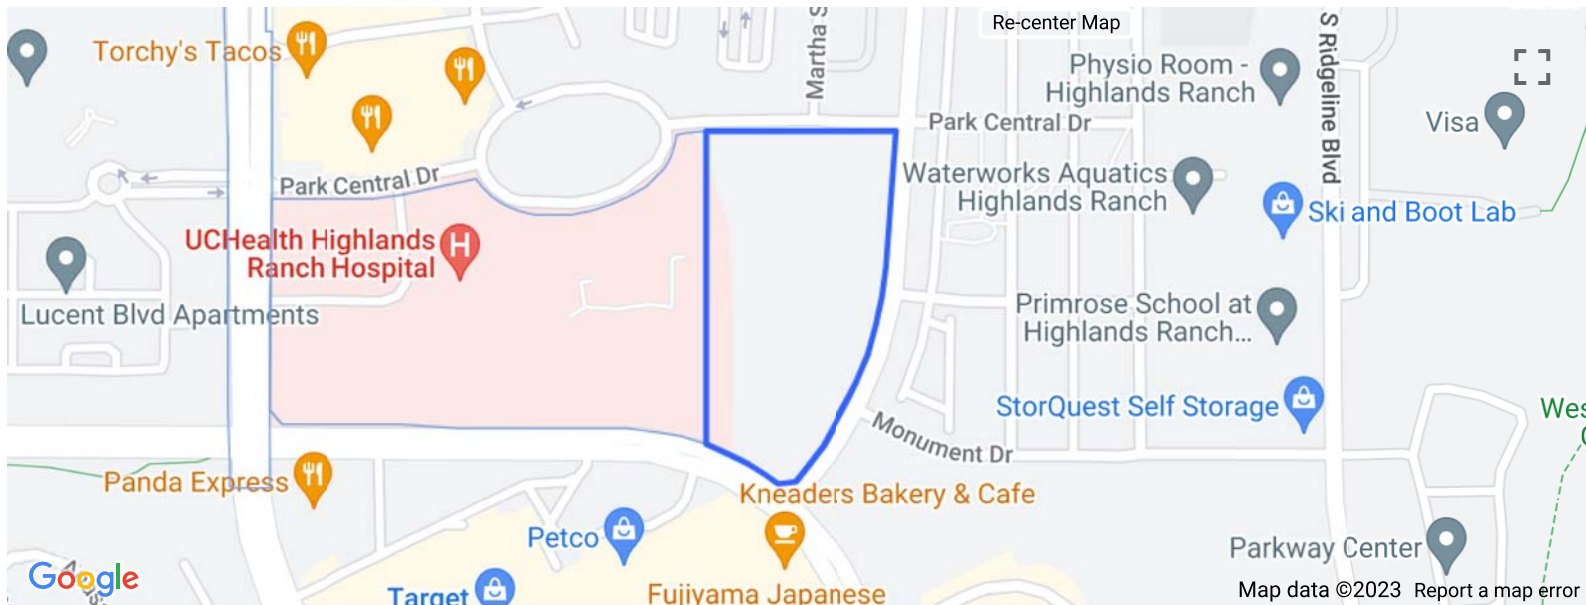 Re-center Map
Torchy's Tacos
Martha S
S Ridgeline Blvd
Physio Room -
Highlands Ranch
Visa
Park Central Dr
Park Central Dr
Waterworks Aquatics
Highlands Ranch
Ski and Boot Lab
UCHealth Highlands
Ranch Hospital
H
Lucent Blvd Apartments
Primrose School at
Highlands Ranch...
StorQuest Self Storage
Wes
Monument Dr
Panda Express
Kneaders Bakery & Cafe
Petco
Parkway Center
Google
Target
Fujiyama Japanese
Map data ©2023
Report a map error